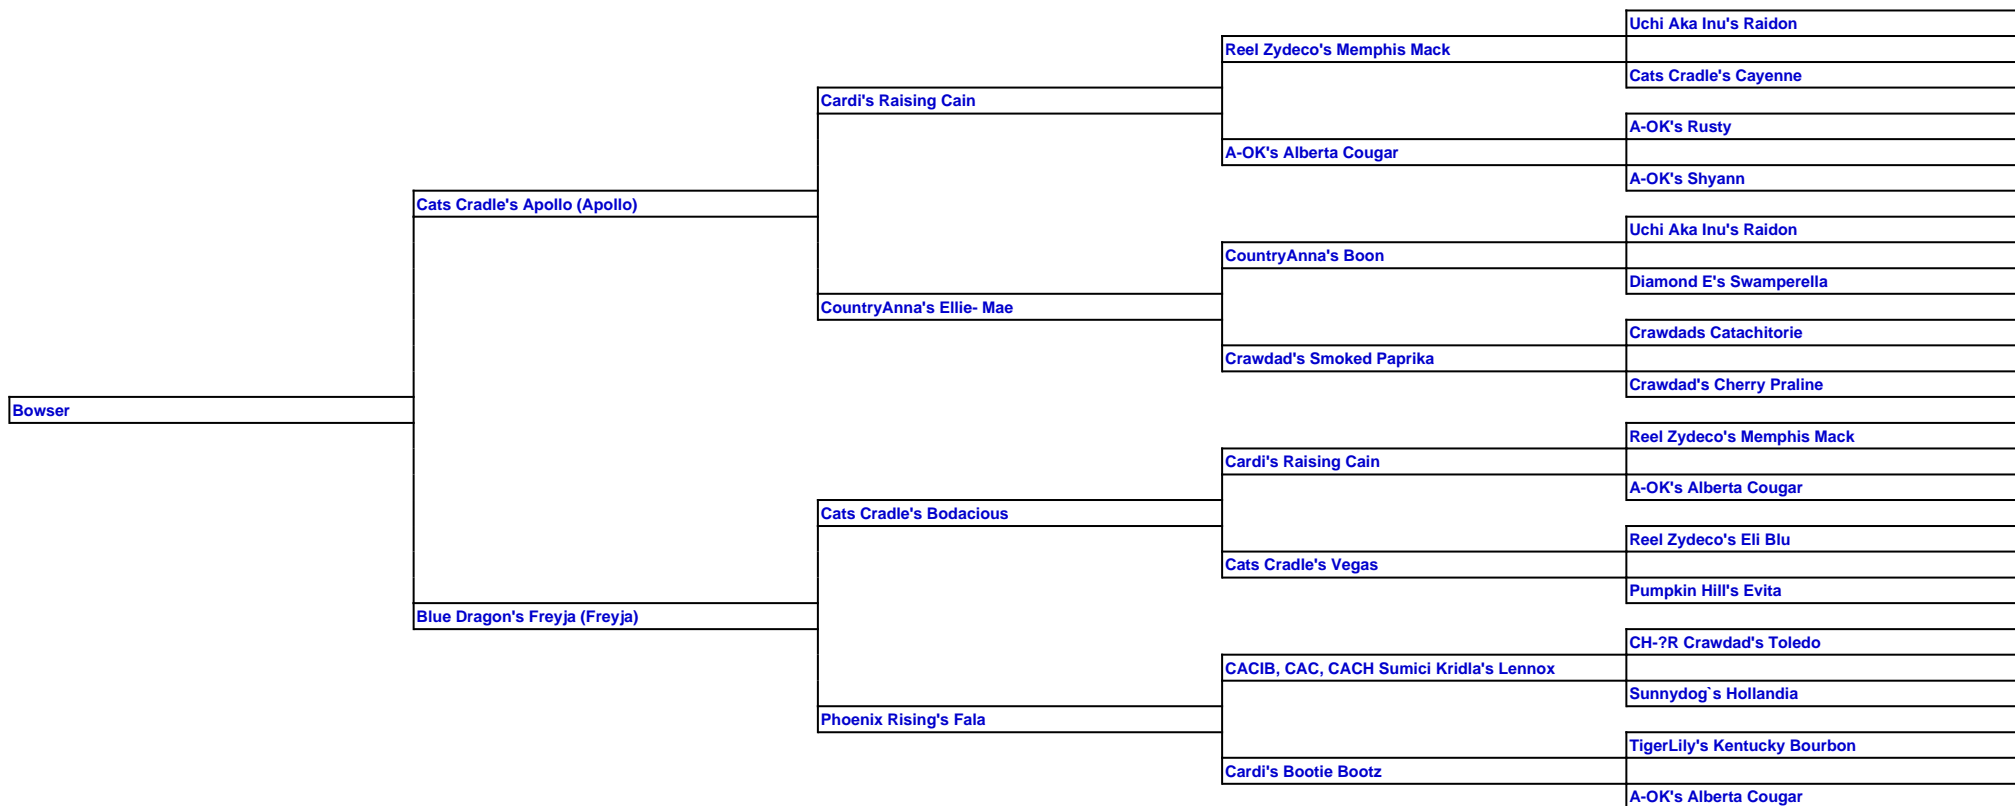 Uchi Aka Inu's Raidon
Reel Zydeco's Memphis Mack
Cats Cradle's Cayenne
Cardi's Raising Cain
A-OK's Rusty
A-OK's Alberta Cougar
A-OK's Shyann
Cats Cradle's Apollo (Apollo)
Uchi Aka Inu's Raidon
CountryAnna's Boon
Diamond E's Swamperella
CountryAnna's Ellie- Mae
Crawdads Catachitorie
Crawdad's Smoked Paprika
Crawdad's Cherry Praline
Bowser
Reel Zydeco's Memphis Mack
Cardi's Raising Cain
A-OK's Alberta Cougar
Cats Cradle's Bodacious
Reel Zydeco's Eli Blu
Cats Cradle's Vegas
Pumpkin Hill's Evita
Blue Dragon's Freyja (Freyja)
CH-?R Crawdad's Toledo
CACIB, CAC, CACH Sumici Kridla's Lennox
Sunnydog`s Hollandia
Phoenix Rising's Fala
TigerLily's Kentucky Bourbon
Cardi's Bootie Bootz
A-OK's Alberta Cougar